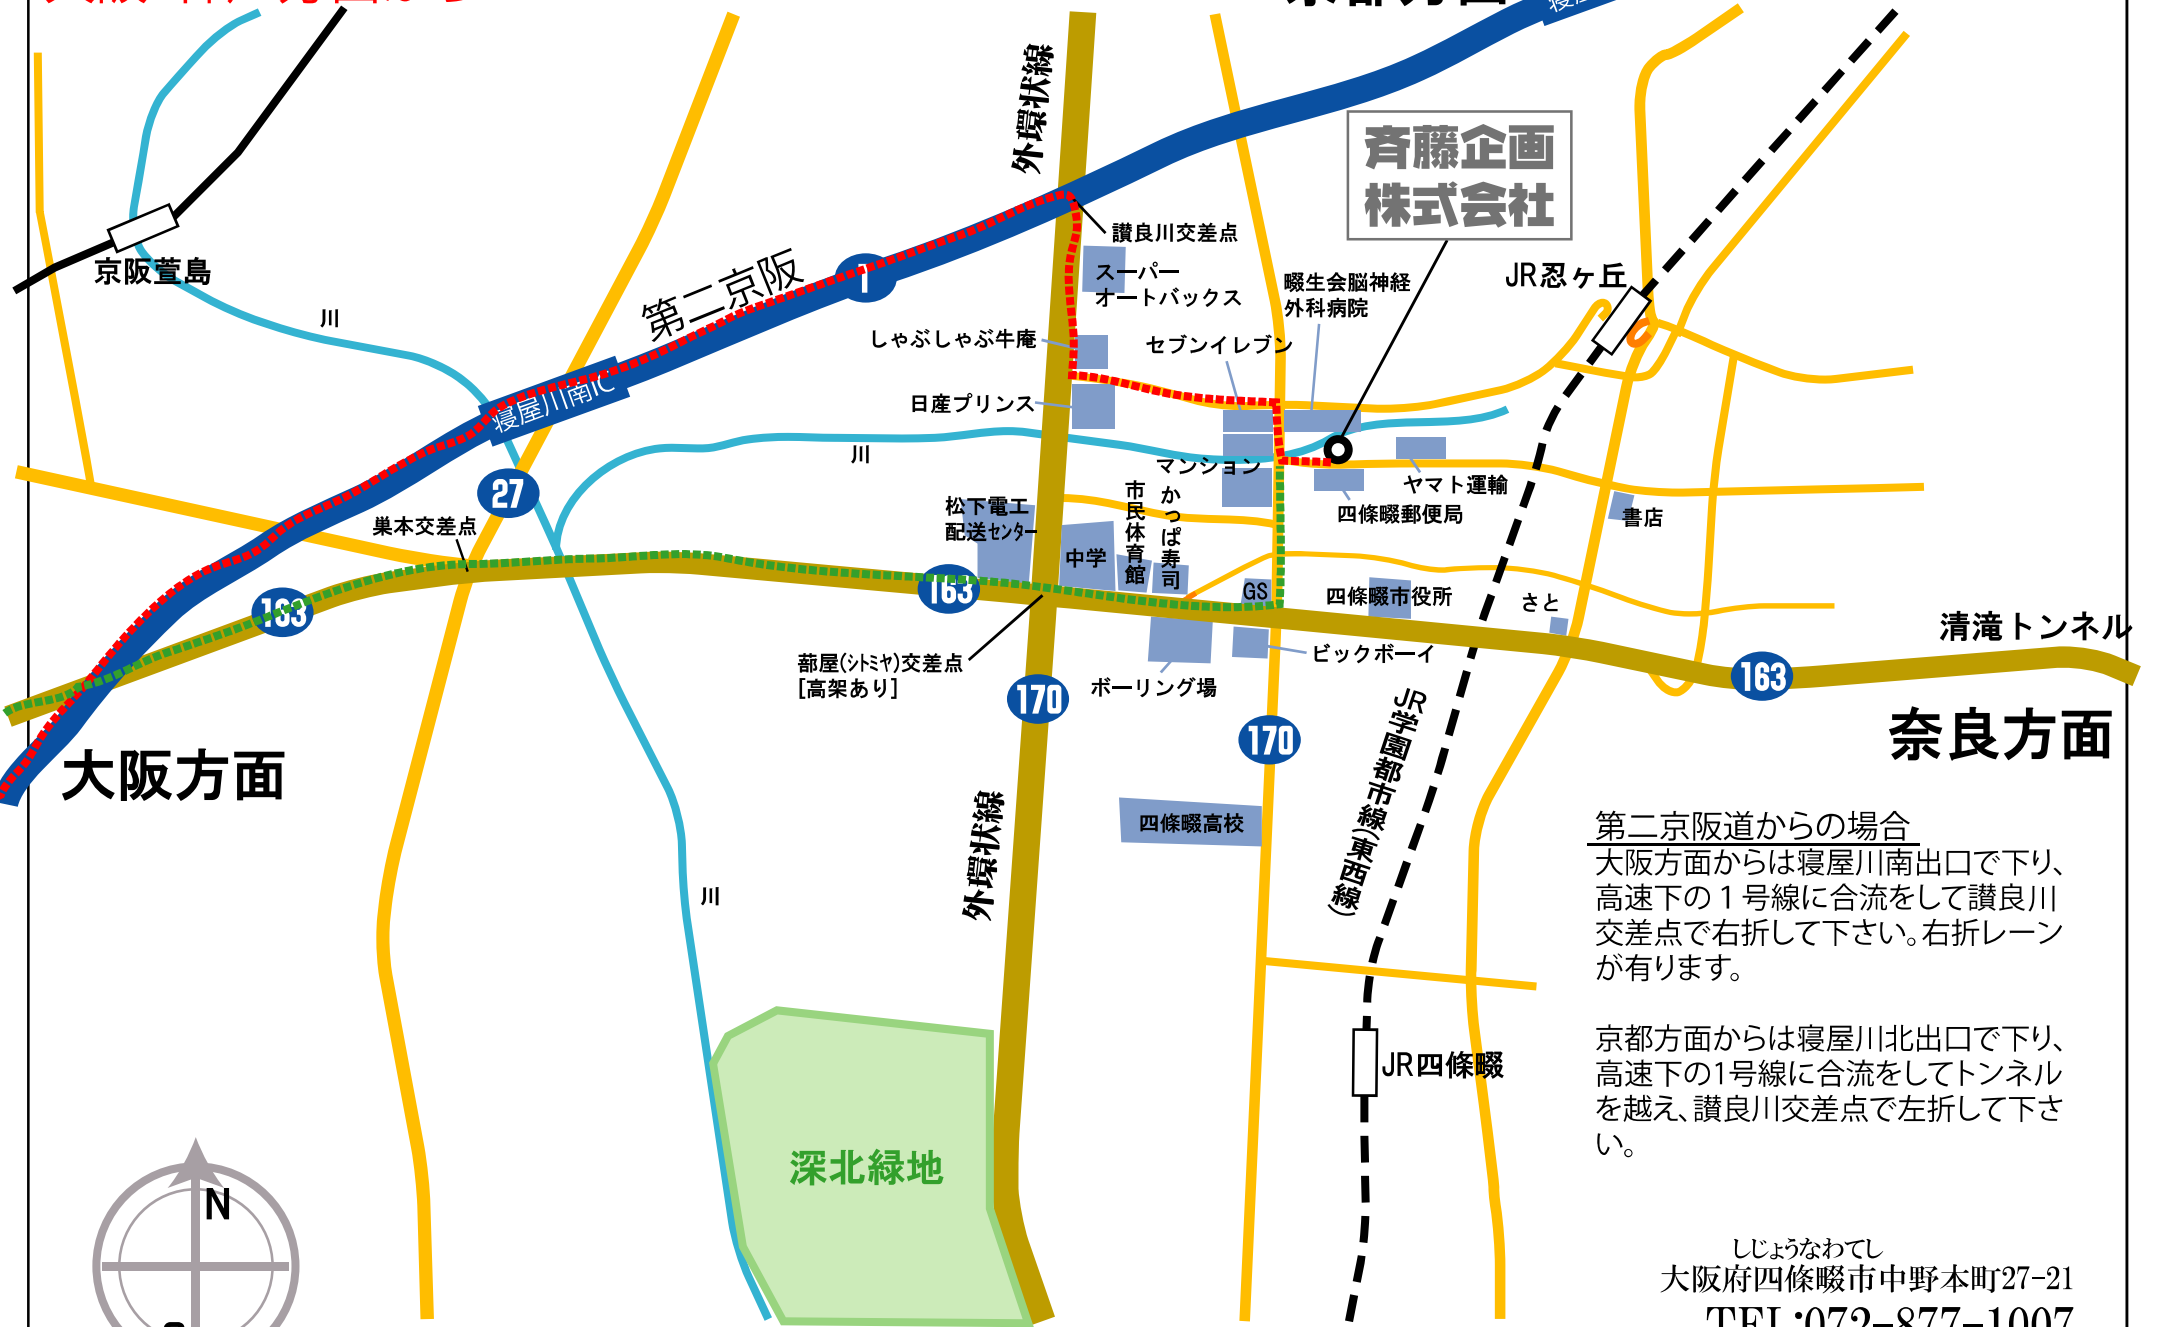 京都方面
外環状線
斉藤企画
株式会社
讃良川交差点
スーパー
オートバックス
畷生会脳神経
外科病院
JR忍ヶ丘
京阪萱島
川
第二京阪
1
しゃぶしゃぶ牛庵
セブンイレブン
寝屋川南IC
日産プリンス
川
マンション
ヤマト運輸
27
松下電工
配送センター
市民体育館
かっぱ寿司
四條畷郵便局
書店
巣本交差点
中学
163
163
GS
四條畷市役所
さと
清滝トンネル
蔀屋(シトミヤ)交差点
[高架あり]
ボーリング場
ビックボーイ
163
170
170
JR学園都市線(東西線)
大阪方面
奈良方面
外環状線
四條畷高校
川
第二京阪道からの場合
大阪方面からは寝屋川南出口で下り、
高速下の１号線に合流をして讃良川
交差点で右折して下さい。右折レーン
が有ります。
京都方面からは寝屋川北出口で下り、
高速下の1号線に合流をしてトンネル
を越え、讃良川交差点で左折して下さ
い。
JR四條畷
深北緑地
N
しじょうなわてし
大阪府四條畷市中野本町27-21
TEL:072-877-1007